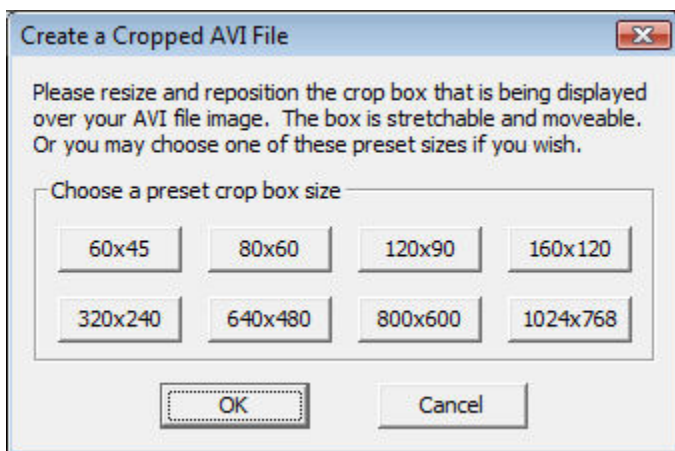 Create a Cropped AVI File
Please resize and reposition the crop box that is being displayed
over your AVI file image.  The box is stretchable and moveable.
Or you may choose one of these preset sizes if you wish.
Choose a preset crop box size
60x45 80x60 120x90 160x120
320x240 640x480 800x600 1024x768
OK Cancel